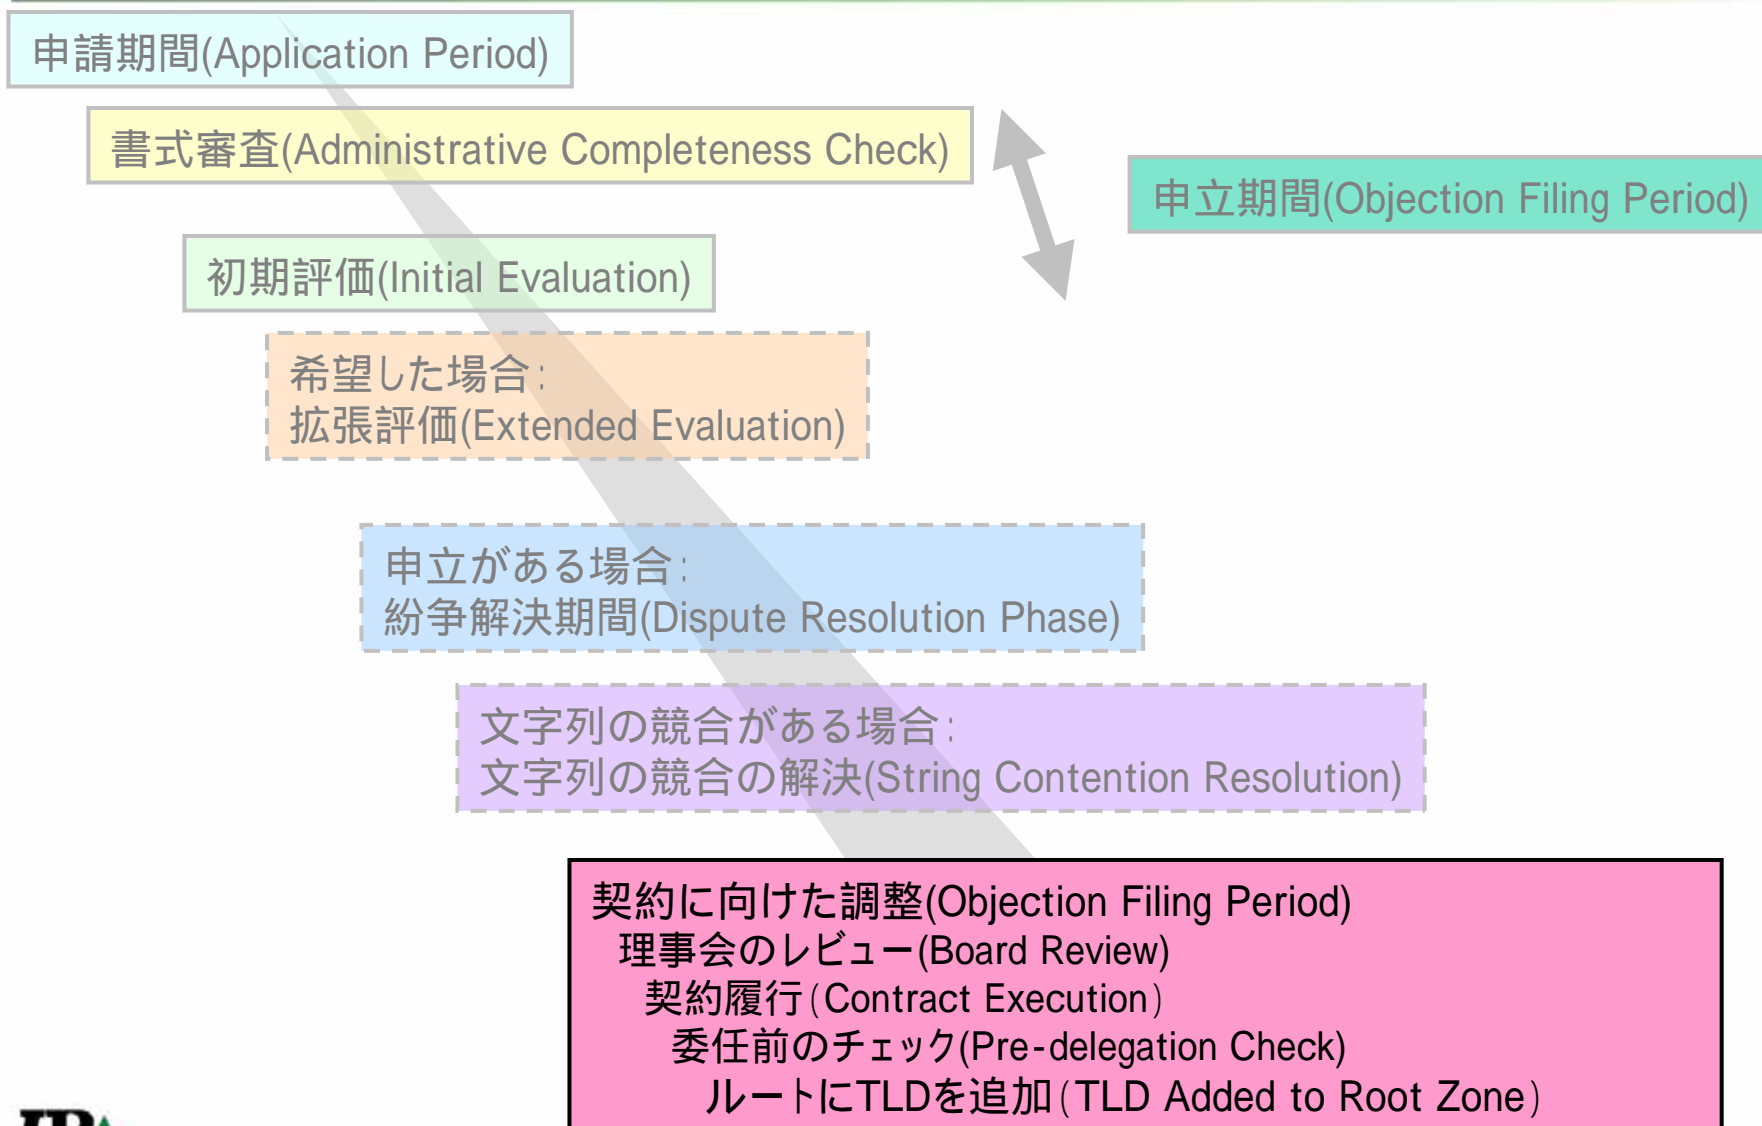 申請期間(Application Period)
書式審査(Administrative Completeness Check)
申立期間(Objection Filing Period)
初期評価(Initial Evaluation)
希望した場合:
拡張評価(Extended Evaluation)
申立がある場合:
紛争解決期間(Dispute Resolution Phase)
文字列の競合がある場合:
文字列の競合の解決(String Contention Resolution)
契約に向けた調整(Objection Filing Period)
理事会のレビュー(Board Review)
契約履行(Contract Execution)
委任前のチェック(Pre-delegation Check)
ルートにTLDを追加(TLD Added to Root Zone)